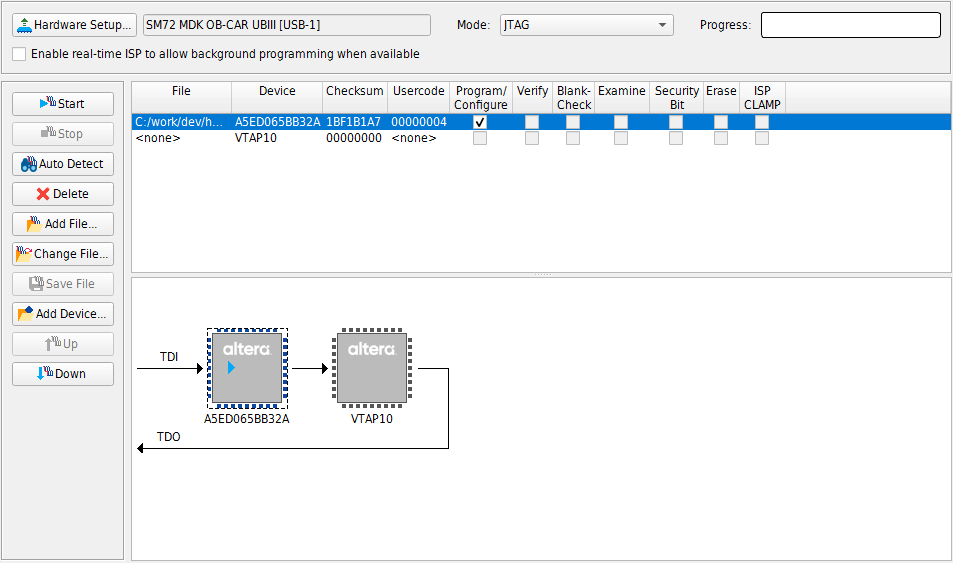 Hardware Setup... SM72 MDK OB-CAR UBIII [USB-1] Mode: JTAG Progress:
Enable real-time ISP to allow background programming when available
Start
Stop
Auto Detect
Delete
Add File...
Change File...
Save File
Add Device...
Up
Down
File Device Checksum Usercode Program/ Verify Blank- Examine Security Erase ISP
Configure Check Bit CLAMP
C:/work/dev/h... A5ED065BB32A 1BF1B1A7 00000004
<none> VTAP10 00000000 <none>
altera altera
TDI
A5ED065BB32A VTAP10
TDO